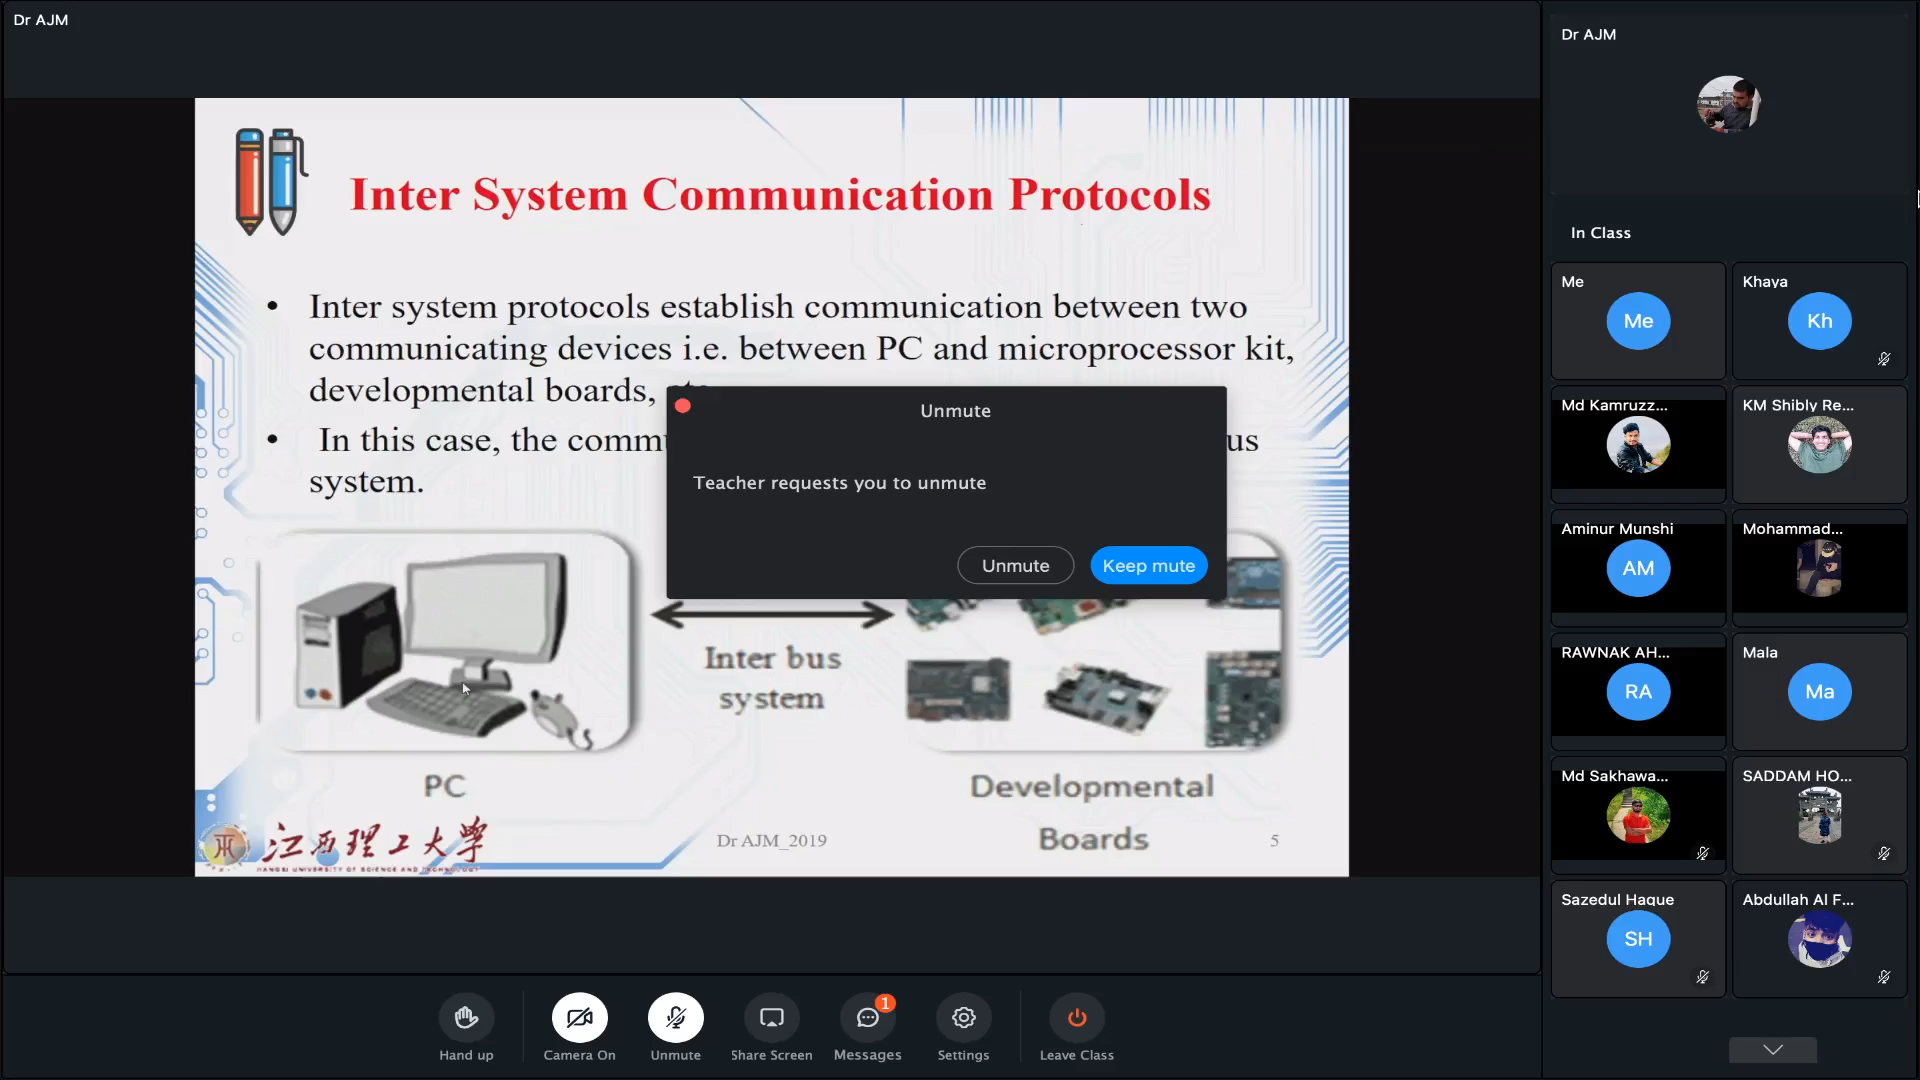 Dr AJM
Inter System Communication Protocols
• Inter system protocols establish communication between two
communicating devices i.e. between PC and microprocessor kit,
developmental boards,
• In this case, the
us
system.
Unmute
Teacher requests you to unmute
Unmute
Keep mute
Inter bus
system
PC
Developmental
Boards
江西理工大学
Dr AJM_2019
5
Dr AJM
In Class
Me
Me
Khaya
Kh
Md Kamruzz...
KM Shibly Re...
Aminur Munshi
AM
Mohammad...
RAWNAK AH...
RA
Mala
Ma
Md Sakhawa...
SADDAM HO...
Sazedul Haque
SH
Abdullah Al F...
Hand up
Camera On
Unmute
Share Screen
1
Messages
Settings
Leave Class